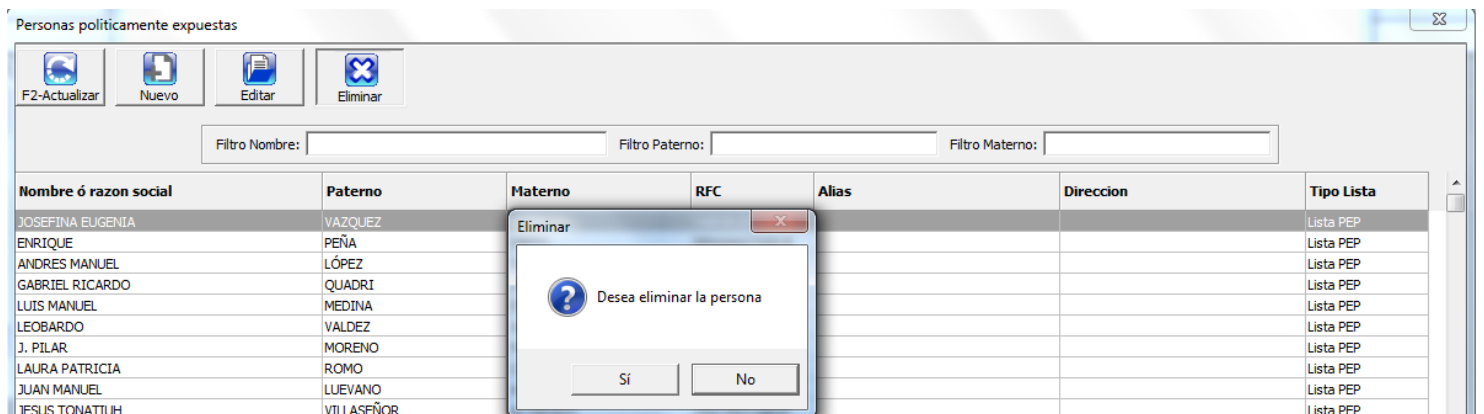 Personas politicamente expuestas
F2-Actualizar Nuevo Editar Eliminar
Filtro Nombre: Filtro Paterno: Filtro Materno:
Nombre ó razon social Paterno Materno RFC Alias Direccion Tipo Lista
JOSEFINA EUGENIA VAZQUEZ Lista PEP
ENRIQUE PEÑA Lista PEP
ANDRES MANUEL LÓPEZ Lista PEP
GABRIEL RICARDO QUADRI Lista PEP
LUIS MANUEL MEDINA Lista PEP
LEOBARDO VALDEZ Lista PEP
J. PILAR MORENO Lista PEP
LAURA PATRICIA ROMO Lista PEP
JUAN MANUEL LUEVANO Lista PEP
JESUS TONATIUH VILLASEÑOR Lista PEP
Eliminar
Desea eliminar la persona
Sí No